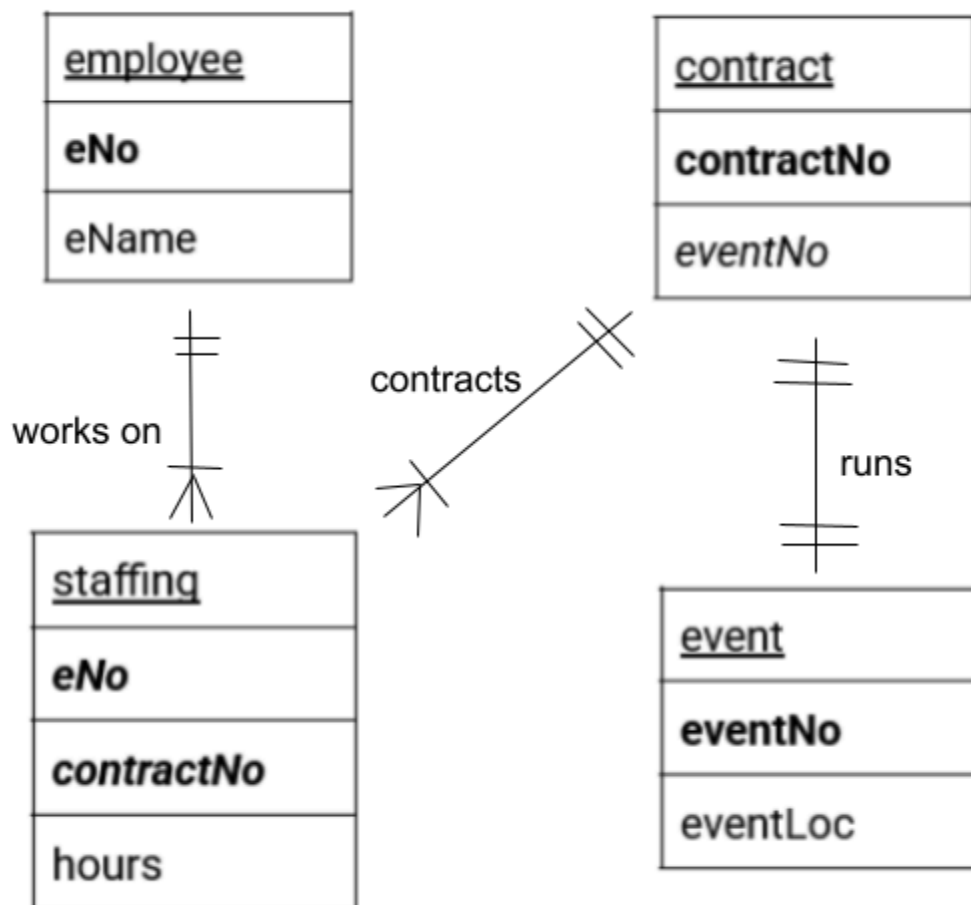 employee
eNo
eName
contract
contractNo
eventNo
contracts
works on
runs
staffing
eNo
contractNo
hours
event
eventNo
eventLoc